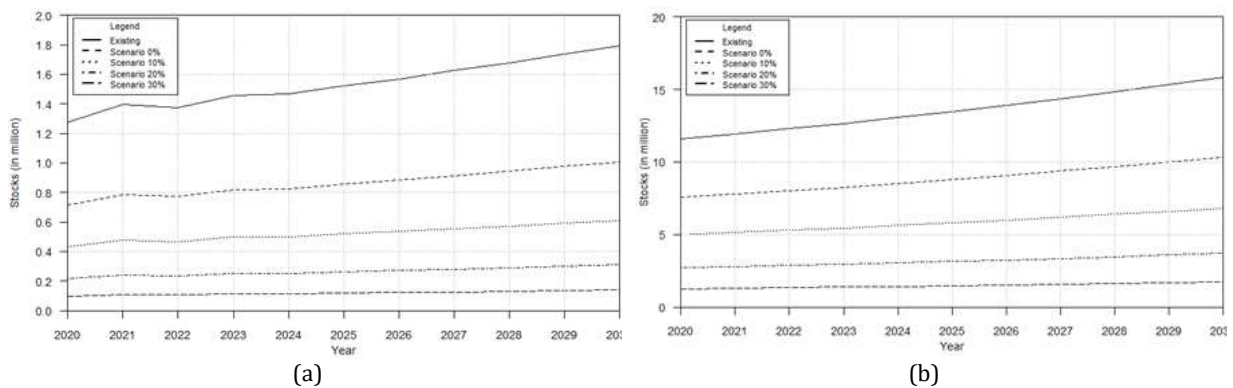 2.0
1.8
1.6
1.4
1.2
1.0
0.8
0.6
0.4
0.2
0.0
Stocks (in million)
Legend
Existing
Scenario 0%
Scenario 10%
Scenario 20%
Scenario 30%
2020 2021 2022 2023 2024 2025 2026 2027 2028 2029 203
Year
(a)
20
15
10
5
0
Stocks (in million)
Legend
Existing
Scenario 0%
Scenario 10%
Scenario 20%
Scenario 30%
2020 2021 2022 2023 2024 2025 2026 2027 2028 2029 203
Year
(b)